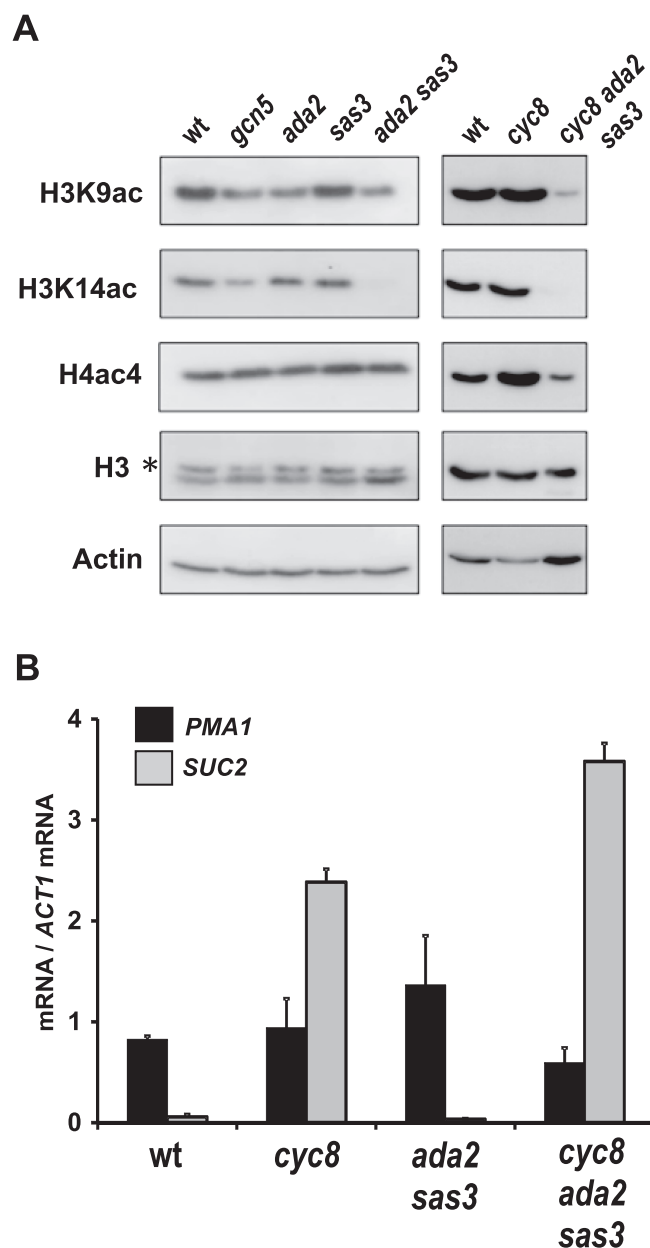 A
wt gcn5 ada2 sas3 ada2 sas3 wt cyc8 cyc8 ada2
sas3
H3K9ac
H3K14ac
H4ac4
H3 *
Actin
B
PMA1
SUC2
mRNA / ACT1 mRNA
4
3
2
1
0
wt cyc8 ada2 cyc8
sas3 ada2
sas3